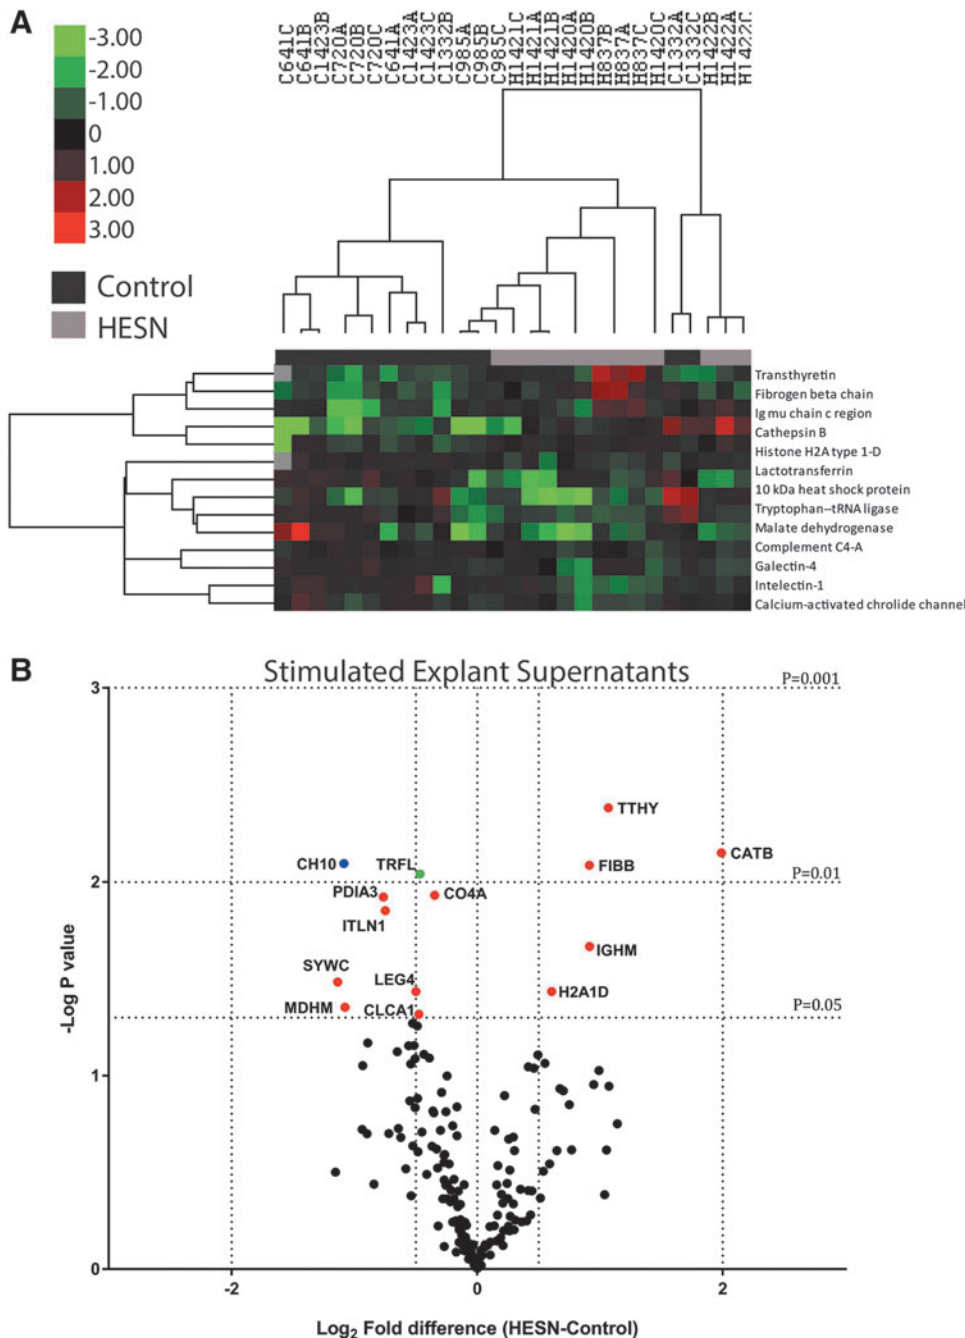 A
-3.00
-2.00
-1.00
0
1.00
2.00
3.00
Control
HESN
C641C
C641B
C1423B
C720A
C720B
C720C
C641A
C1423A
C1423C
C1332B
C985A
C985B
C985C
H1421C
H1421A
H1421B
H1420A
H1420B
H837B
H837A
H837C
H1420C
C1332A
C1332C
H1422B
H1422A
Transthyretin
Fibrogen beta chain
Ig mu chain c region
Cathepsin B
Histone H2A type 1-D
Lactotransferrin
10 kDa heat shock protein
Tryptophan--tRNA ligase
Malate dehydrogenase
Complement C4-A
Galectin-4
Intelectin-1
Calcium-activated chrolide channel
B
Stimulated Explant Supernatants
3
P=0.001
TTHY
CATB
CH10
TRFL
FIBB
P=0.01
2
PDIA3
CO4A
ITLN1
IGHM
SYWC
LEG4
H2A1D
MDHM
CLCA1
P=0.05
-Log P value
1
0
-2
0
2
Log2 Fold difference (HESN-Control)